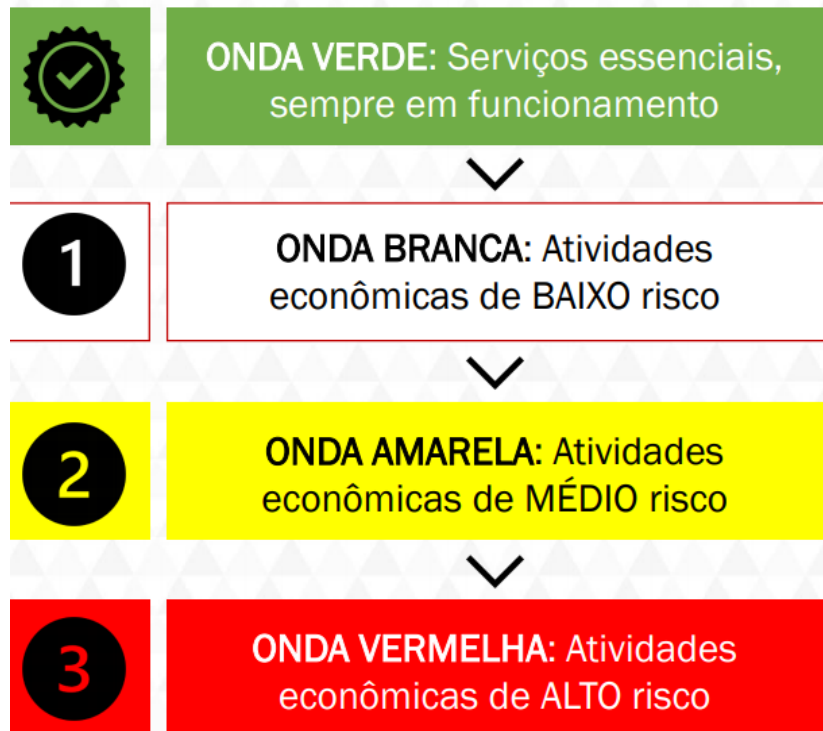 ONDA VERDE: Serviços essenciais,
sempre em funcionamento
1
ONDA BRANCA: Atividades
econômicas de BAIXO risco
2
ONDA AMARELA: Atividades
econômicas de MÉDIO risco
3
ONDA VERMELHA: Atividades
econômicas de ALTO risco